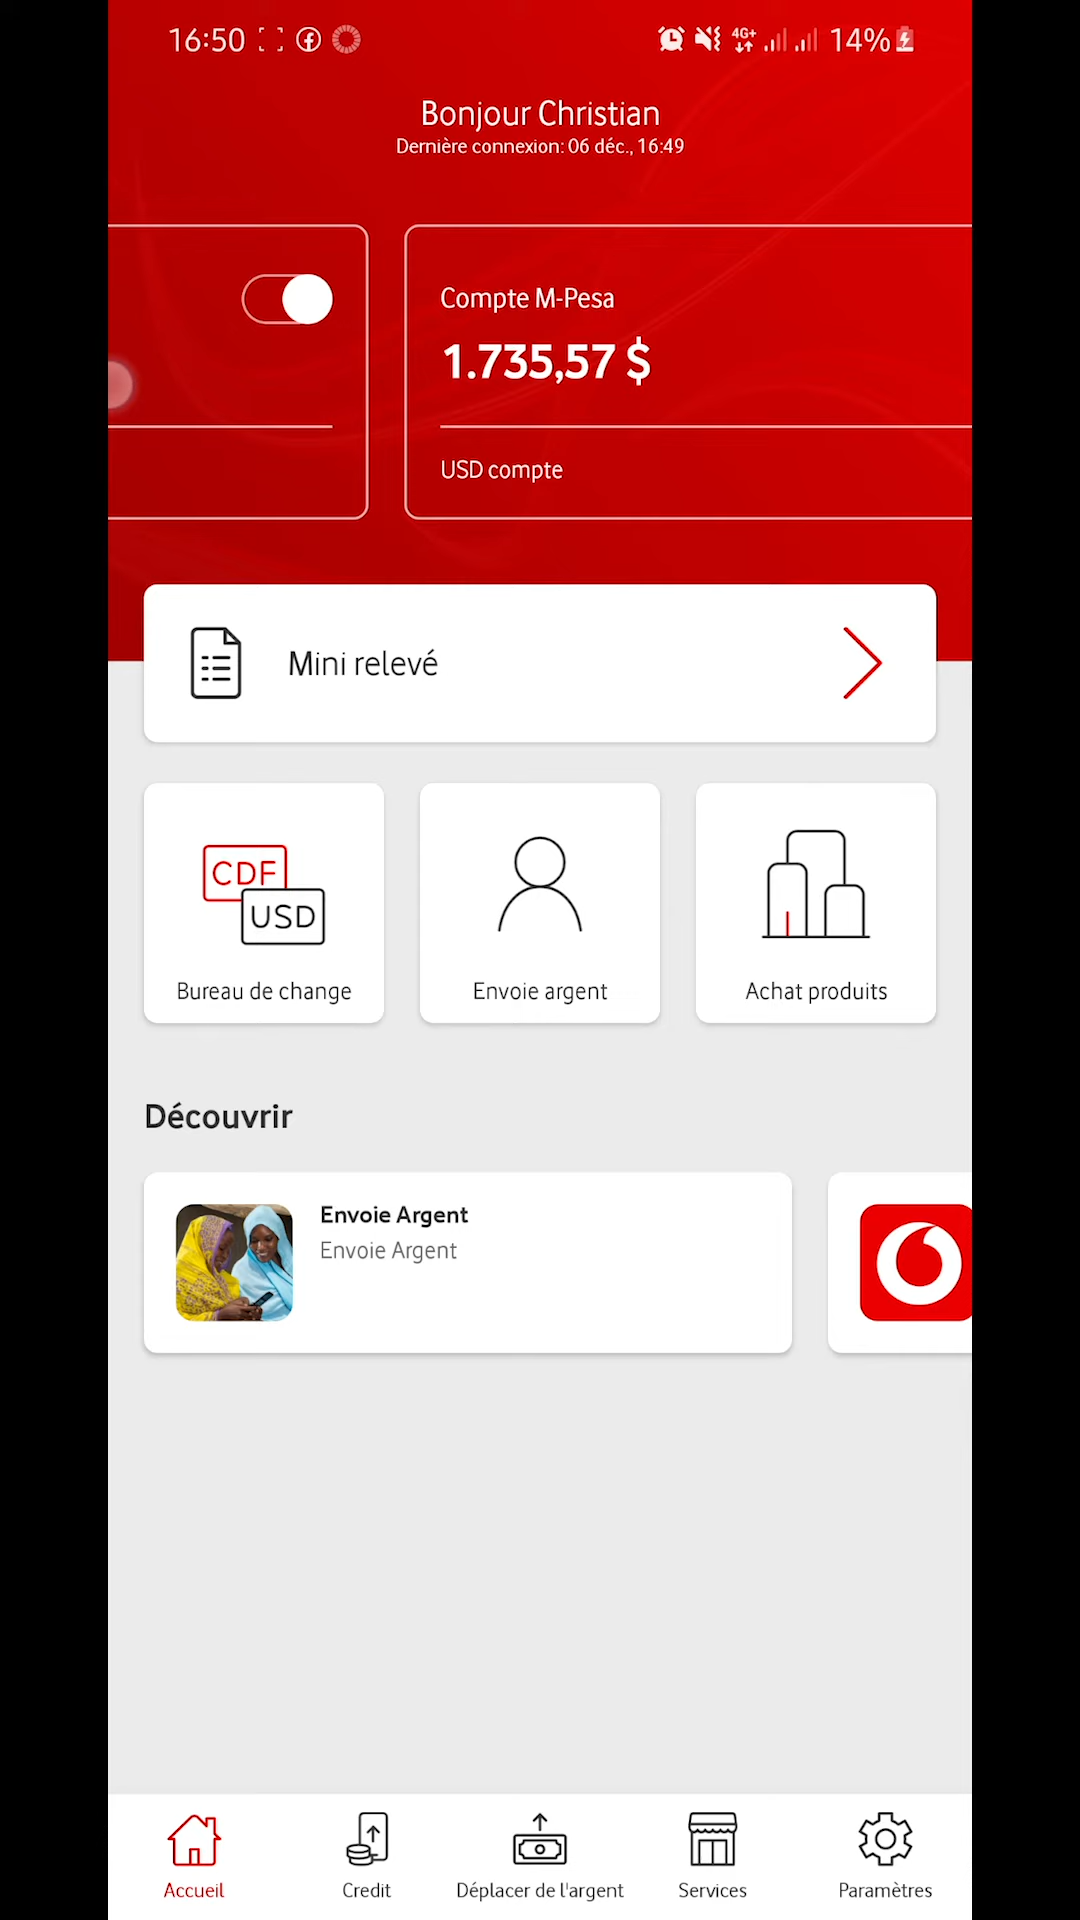 16:50
4G+
14%
Bonjour Christian
Dernière connexion: 06 déc., 16:49
Compte M-Pesa
1.735,57 $
USD compte
Mini relevé
CDF
USD
Bureau de change
Envoie argent
Achat produits
Découvrir
Envoie Argent
Envoie Argent
Accueil
Credit
Déplacer de l'argent
Services
Paramètres